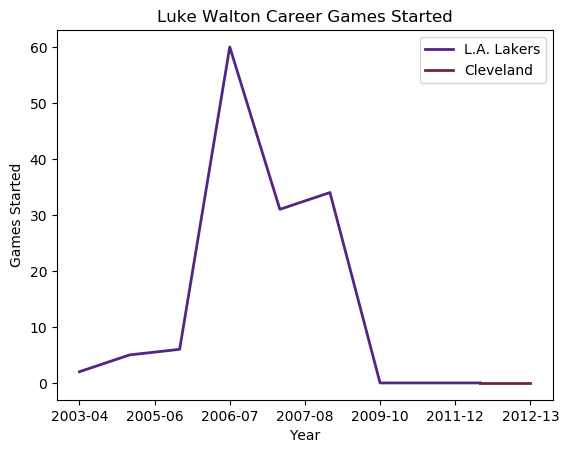 Luke Walton Career Games Started
L.A. Lakers
Cleveland
60
50
40
30
20
10
0
Games Started
2003-04 2005-06 2006-07 2007-08 2009-10 2011-12 2012-13
Year